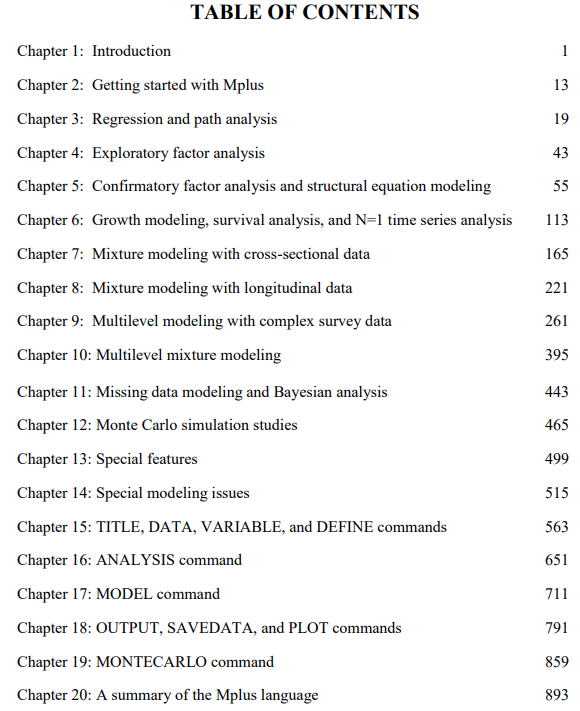 TABLE OF CONTENTS
Chapter 1: Introduction 1
Chapter 2: Getting started with Mplus 13
Chapter 3: Regression and path analysis 19
Chapter 4: Exploratory factor analysis 43
Chapter 5: Confirmatory factor analysis and structural equation modeling 55
Chapter 6: Growth modeling, survival analysis, and N=1 time series analysis 113
Chapter 7: Mixture modeling with cross-sectional data 165
Chapter 8: Mixture modeling with longitudinal data 221
Chapter 9: Multilevel modeling with complex survey data 261
Chapter 10: Multilevel mixture modeling 395
Chapter 11: Missing data modeling and Bayesian analysis 443
Chapter 12: Monte Carlo simulation studies 465
Chapter 13: Special features 499
Chapter 14: Special modeling issues 515
Chapter 15: TITLE, DATA, VARIABLE, and DEFINE commands 563
Chapter 16: ANALYSIS command 651
Chapter 17: MODEL command 711
Chapter 18: OUTPUT, SAVEDATA, and PLOT commands 791
Chapter 19: MONTECARLO command 859
Chapter 20: A summary of the Mplus language 893